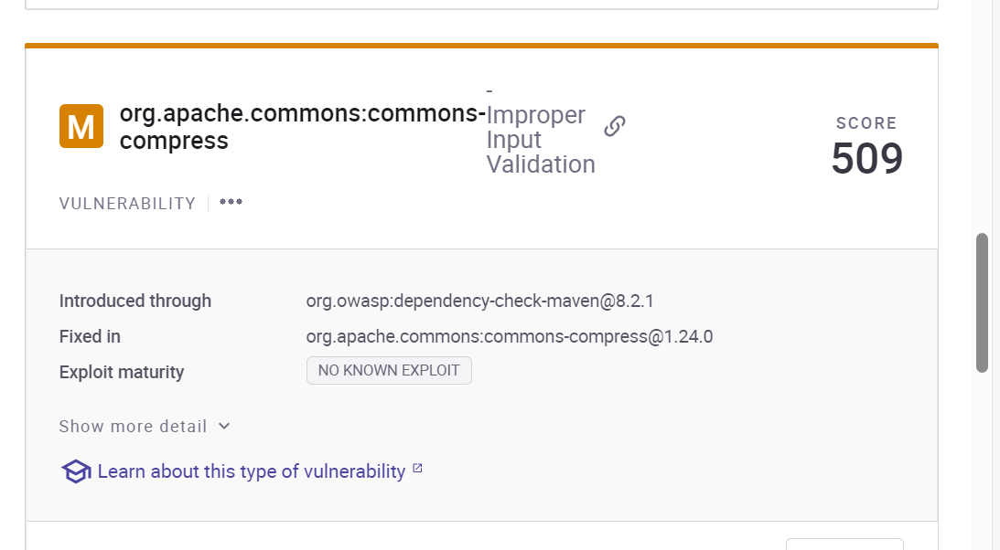 M
org.apache.commons:commons-
compress
-
Improper
Input
Validation
SCORE
509
VULNERABILITY
Introduced through org.owasp:dependency-check-maven@8.2.1
Fixed in org.apache.commons:commons-compress@1.24.0
Exploit maturity NO KNOWN EXPLOIT
Show more detail
Learn about this type of vulnerability